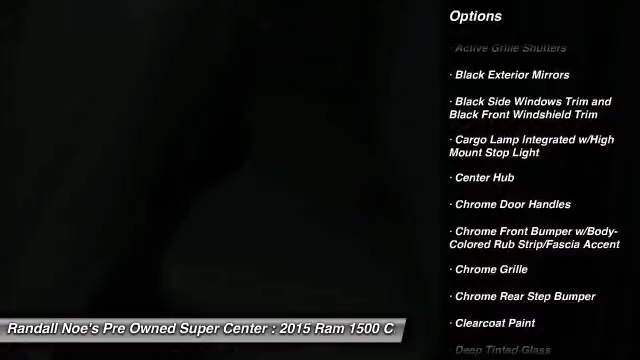 Options
· Active Grille Shutters
· Black Exterior Mirrors
· Black Side Windows Trim and
Black Front Windshield Trim
· Cargo Lamp Integrated w/High
Mount Stop Light
· Center Hub
· Chrome Door Handles
· Chrome Front Bumper w/Body-
Colored Rub Strip/Fascia Accent
· Chrome Grille
· Chrome Rear Step Bumper
· Clearcoat Paint
· Deep Tinted Glass
Randall Noe's Pre Owned Super Center : 2015 Ram 1500 C